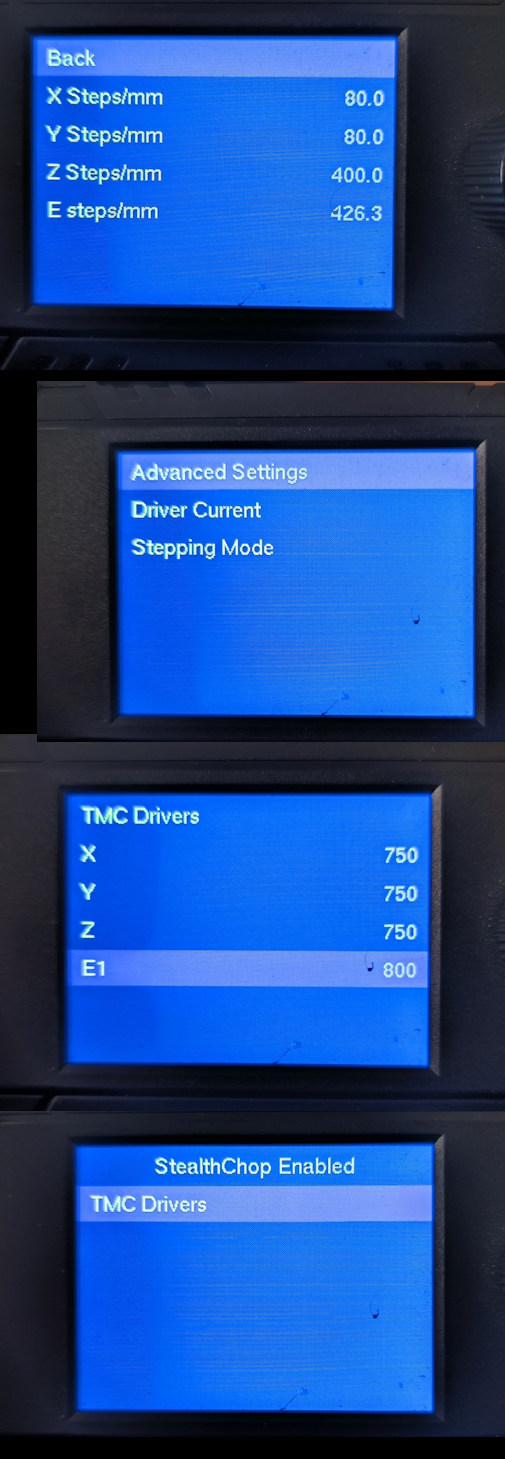 Back
X Steps/mm 80.0
Y Steps/mm 80.0
Z Steps/mm 400.0
E steps/mm 426.3
Advanced Settings
Driver Current
Stepping Mode
TMC Drivers
X 750
Y 750
Z 750
E1 800
StealthChop Enabled
TMC Drivers